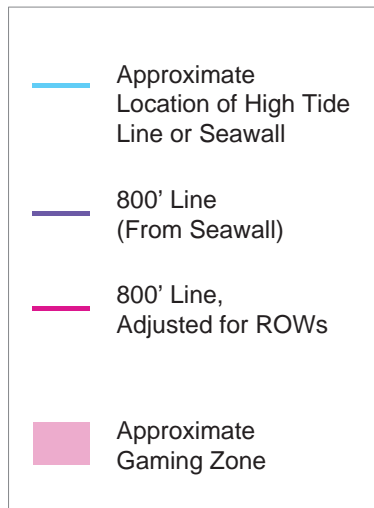 Approximate
Location of High Tide
Line or Seawall
800’ Line
(From Seawall)
800’ Line,
Adjusted for ROWs
Approximate
Gaming Zone